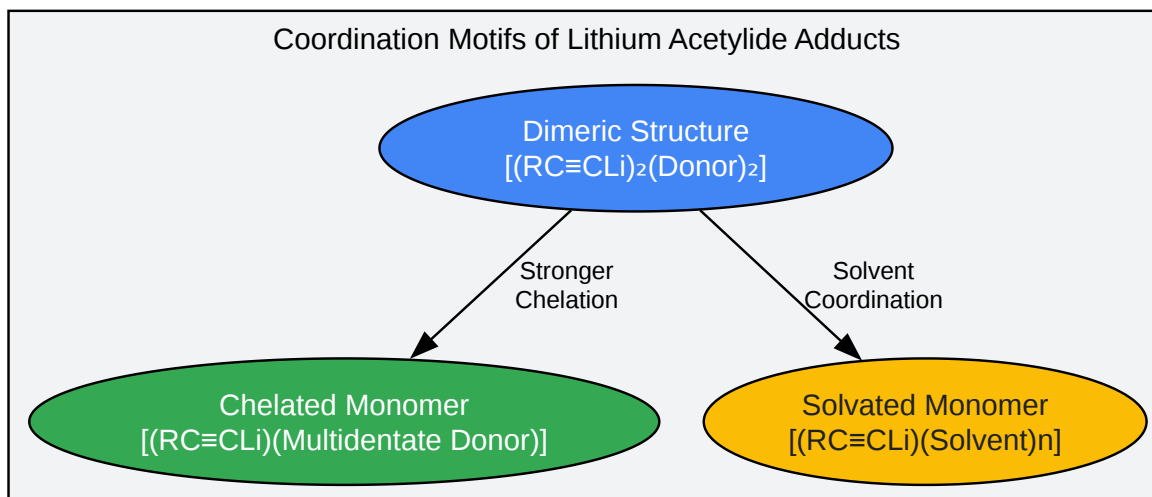 Coordination Motifs of Lithium Acetylide Adducts
Dimeric Structure
[(RC≡CLi)₂(Donor)₂]
Stronger
Chelation
Solvent
Coordination
Chelated Monomer
[(RC≡CLi)(Multidentate Donor)]
Solvated Monomer
[(RC≡CLi)(Solvent)n]